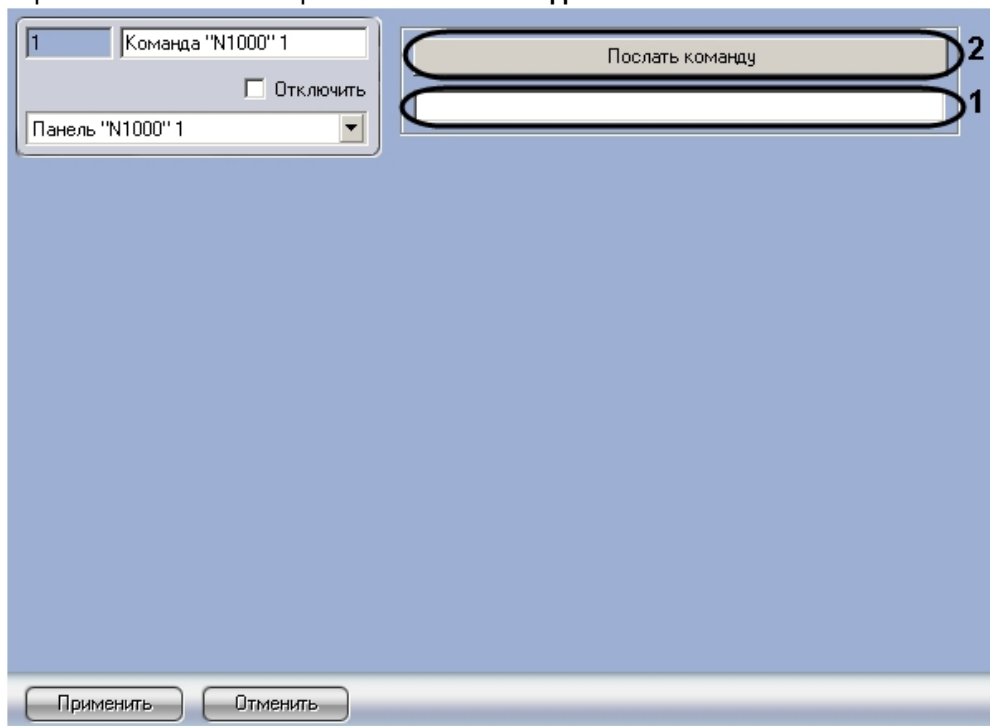 1
Команда "N1000" 1
Отключить
Панель "N1000" 1
Послать команду
2
1
Применить
Отменить